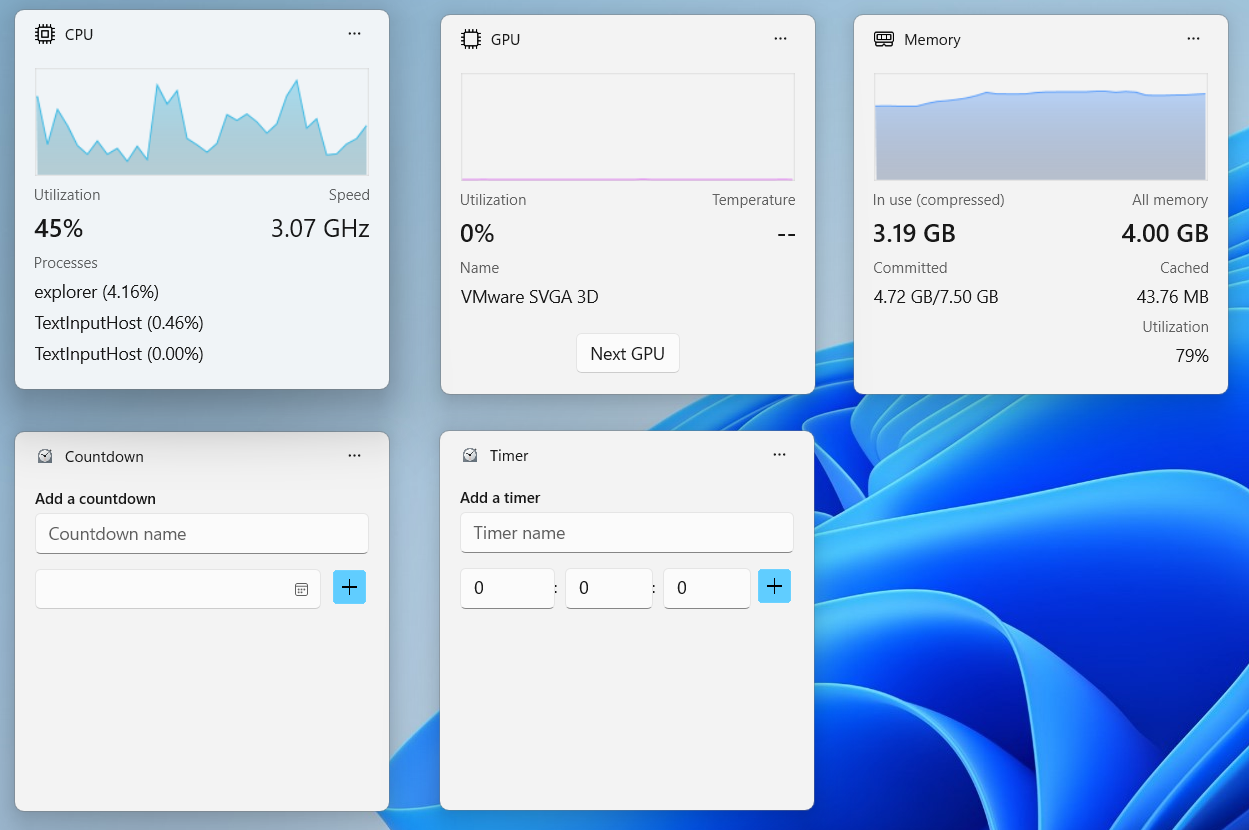 CPU
...
Utilization Speed
45% 3.07 GHz
Processes
explorer (4.16%)
TextInputHost (0.46%)
TextInputHost (0.00%)
GPU
...
Utilization Temperature
0% --
Name
VMware SVGA 3D
Next GPU
Memory
...
In use (compressed) All memory
3.19 GB 4.00 GB
Committed Cached
4.72 GB/7.50 GB 43.76 MB
Utilization
79%
Countdown
...
Add a countdown
Countdown name
+
Timer
...
Add a timer
Timer name
0 : 0 : 0 +